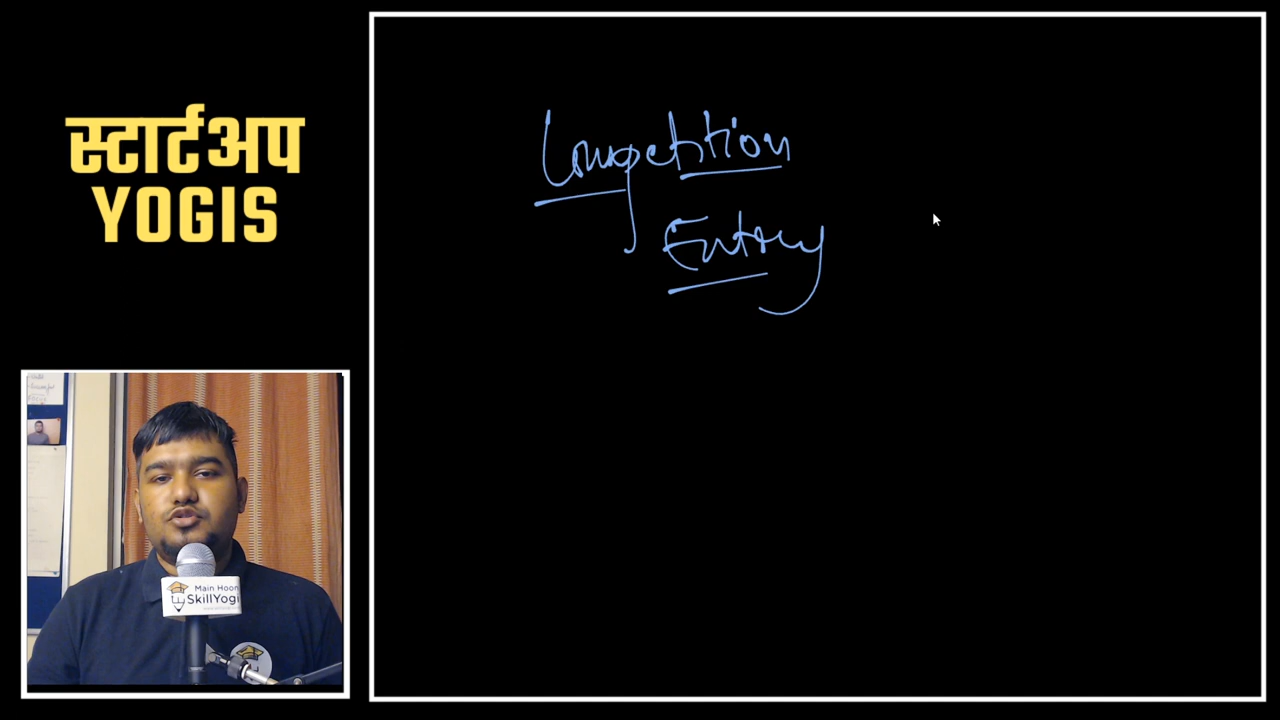 स्टार्टअप
YOGIS
Competition
Entry
Main Hoon
SkillYogi